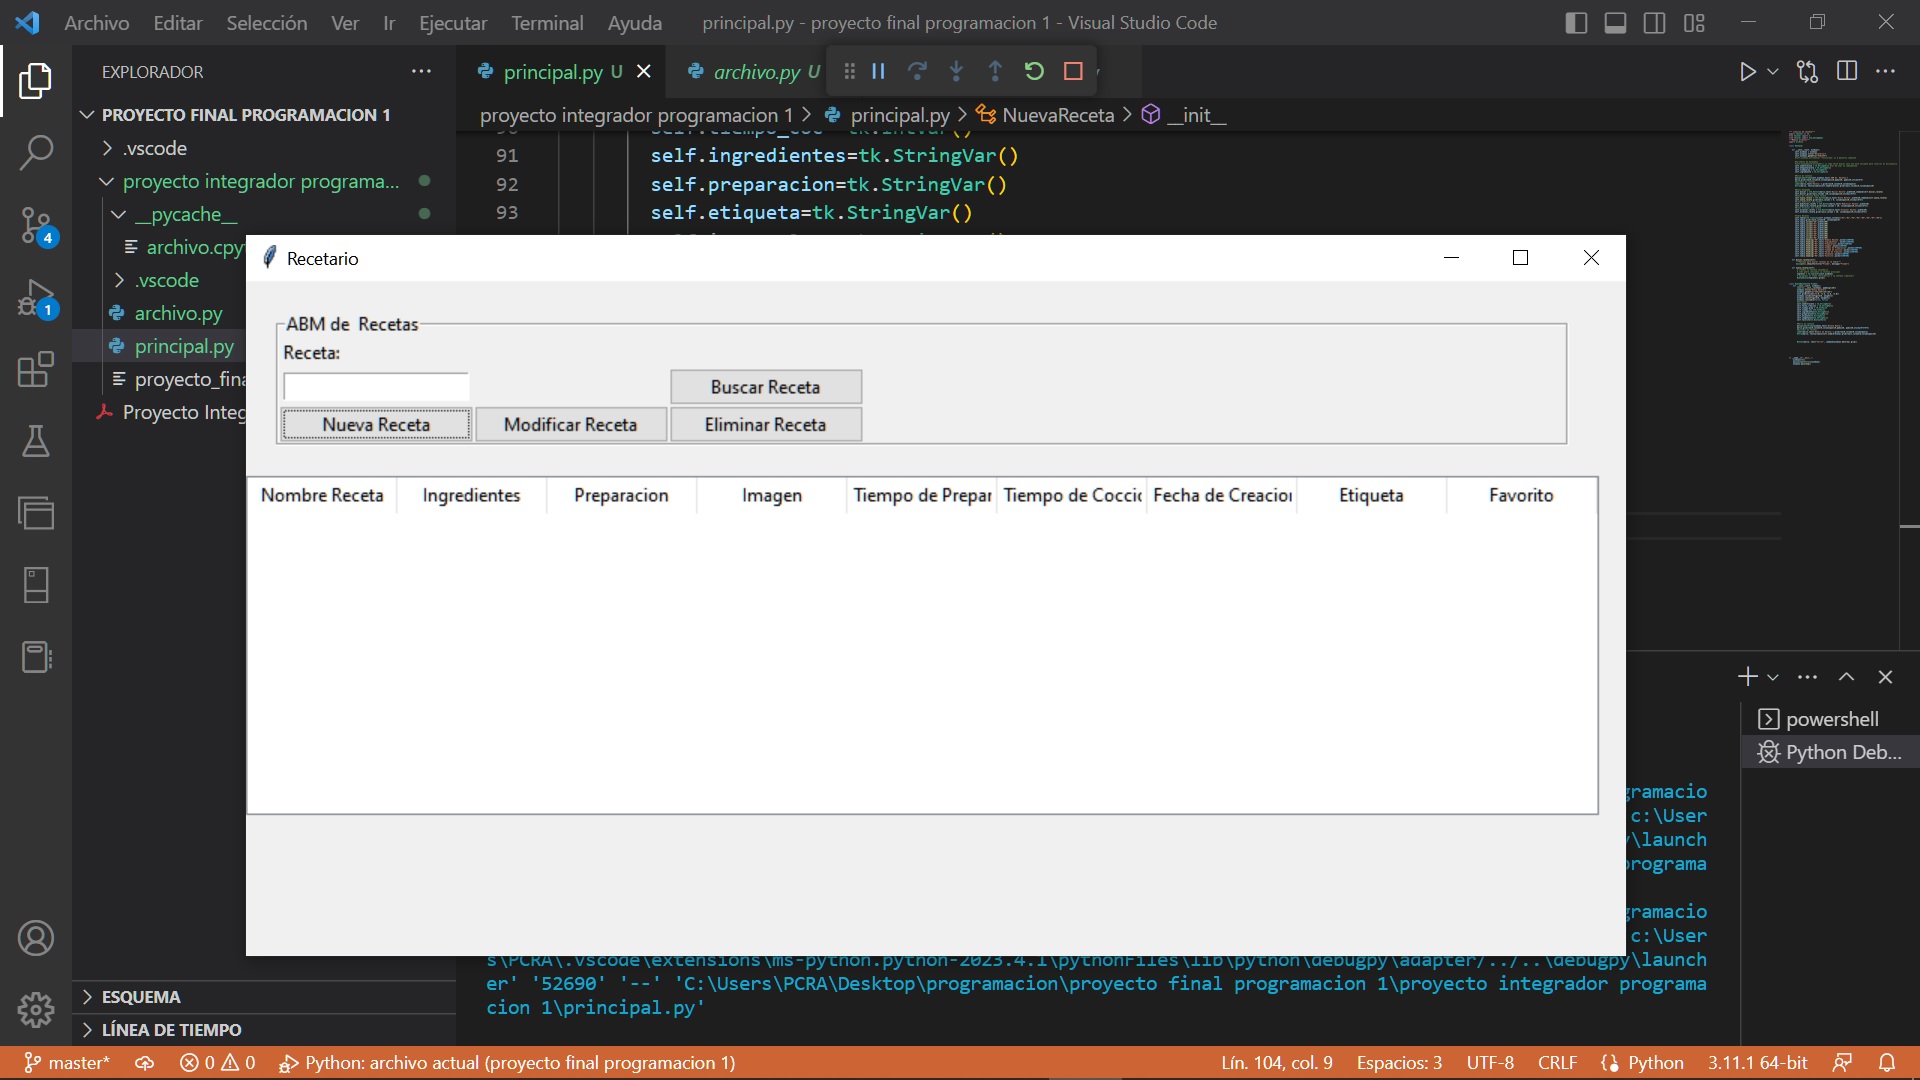 Archivo Editar Selección Ver Ir Ejecutar Terminal Ayuda principal.py - proyecto final programacion 1 - Visual Studio Code
EXPLORADOR
principal.py U archivo.py U
PROYECTO FINAL PROGRAMACION 1
proyecto integrador programacion 1 > principal.py > NuevaReceta > __init__
.vscode
proyecto integrador programa...
__pycache__
archivo.cpy
.vscode
archivo.py
principal.py
proyecto_fina
Proyecto Integ
4
1
91 self.ingredientes=tk.StringVar()
92 self.preparacion=tk.StringVar()
93 self.etiqueta=tk.StringVar()
Recetario
ABM de Recetas
Receta:
Buscar Receta
Nueva Receta Modificar Receta Eliminar Receta
Nombre Receta Ingredientes Preparacion Imagen Tiempo de Prepar Tiempo de Cocci Fecha de Creacio Etiqueta Favorito
powershell
Python Deb...
gramacio
c:\User
y\launch
programa
gramacio
c:\User
s\PCRA\.vscode\extensions\ms-python.python-2023.4.1\pythonFiles\lib\python\debugpy\adapter/../..\debugpy\launch
er' '52690' '--' 'C:\Users\PCRA\Desktop\programacion\proyecto final programacion 1\proyecto integrador programa
cion 1\principal.py'
ESQUEMA
LÍNEA DE TIEMPO
master* 0 0 Python: archivo actual (proyecto final programacion 1) Lín. 104, col. 9 Espacios: 3 UTF-8 CRLF Python 3.11.1 64-bit